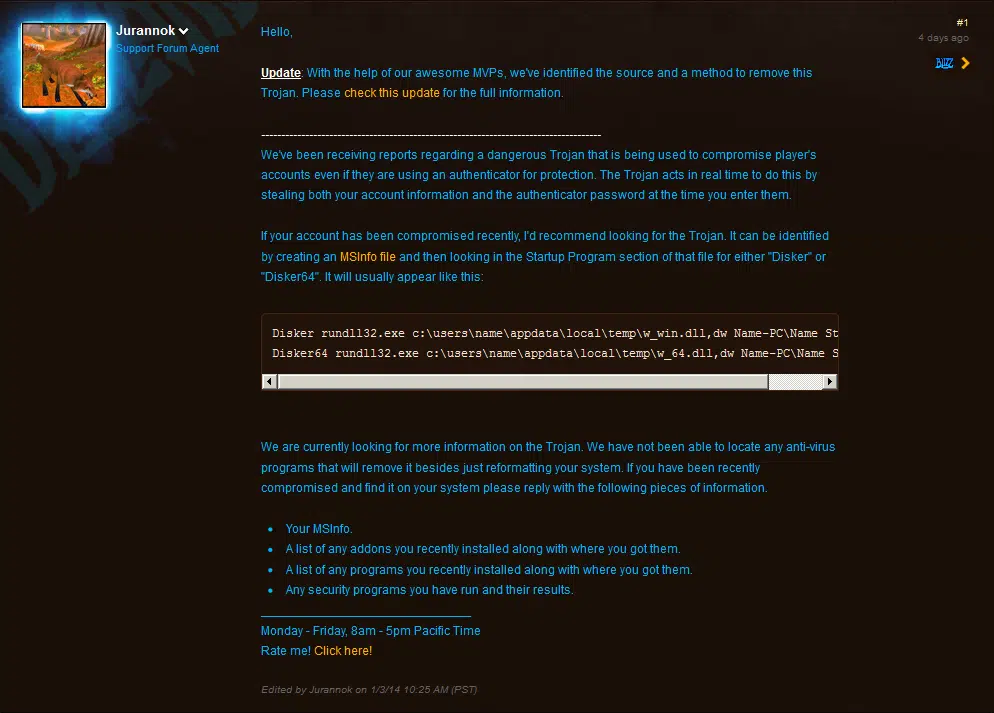 Jurannok
Support Forum Agent
#1
4 days ago
Hello,
Update: With the help of our awesome MVPs, we've identified the source and a method to remove this
Trojan. Please check this update for the full information.
-------------------------------------------------------------------------------------
We've been receiving reports regarding a dangerous Trojan that is being used to compromise player's
accounts even if they are using an authenticator for protection. The Trojan acts in real time to do this by
stealing both your account information and the authenticator password at the time you enter them.
If your account has been compromised recently, I'd recommend looking for the Trojan. It can be identified
by creating an MSInfo file and then looking in the Startup Program section of that file for either "Disker" or
"Disker64". It will usually appear like this:
Disker rundll32.exe c:\users\name\appdata\local\temp\w_win.dll,dw Name-PC\Name St
Disker64 rundll32.exe c:\users\name\appdata\local\temp\w_64.dll,dw Name-PC\Name S
We are currently looking for more information on the Trojan. We have not been able to locate any anti-virus
programs that will remove it besides just reformatting your system. If you have been recently
compromised and find it on your system please reply with the following pieces of information.
• Your MSInfo.
• A list of any addons you recently installed along with where you got them.
• A list of any programs you recently installed along with where you got them.
• Any security programs you have run and their results.
___________________________________
Monday - Friday, 8am - 5pm Pacific Time
Rate me! Click here!
Edited by Jurannok on 1/3/14 10:25 AM (PST)